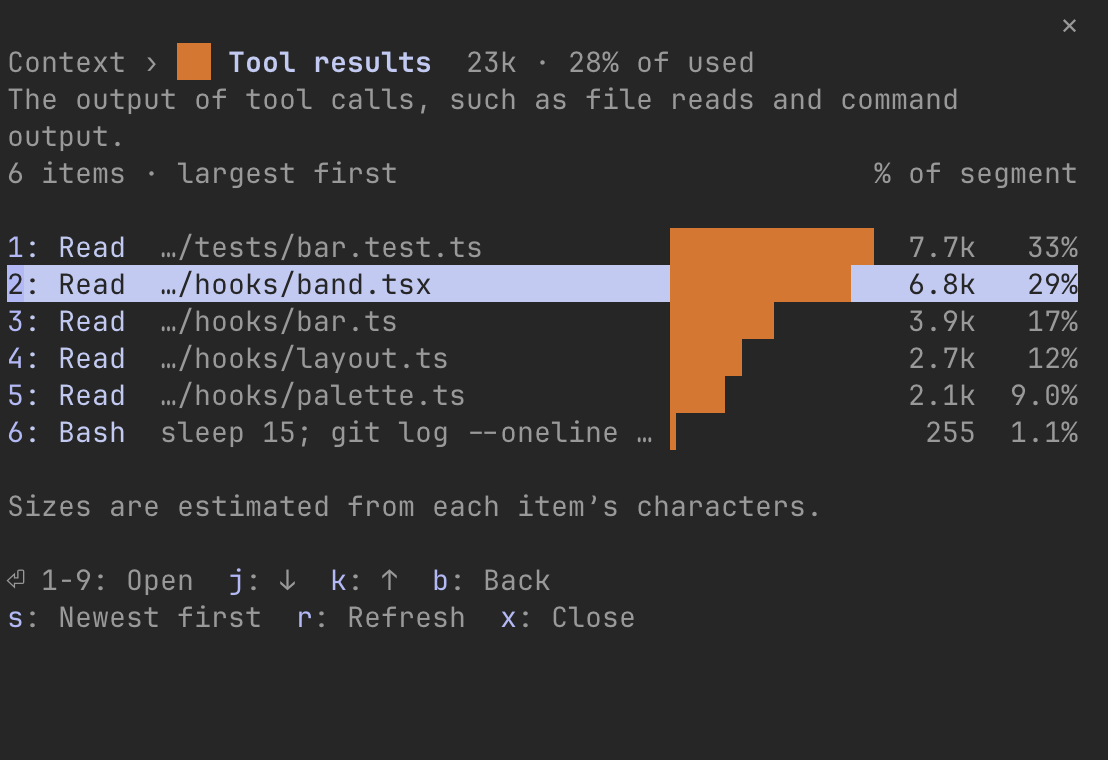 ×
Context › Tool results 23k · 28% of used
The output of tool calls, such as file reads and command
output.
6 items · largest first % of segment
1: Read …/tests/bar.test.ts 7.7k 33%
2: Read …/hooks/band.tsx 6.8k 29%
3: Read …/hooks/bar.ts 3.9k 17%
4: Read …/hooks/layout.ts 2.7k 12%
5: Read …/hooks/palette.ts 2.1k 9.0%
6: Bash sleep 15; git log --oneline … 255 1.1%
Sizes are estimated from each item’s characters.
⏎ 1-9: Open j: ↓ k: ↑ b: Back
s: Newest first r: Refresh x: Close